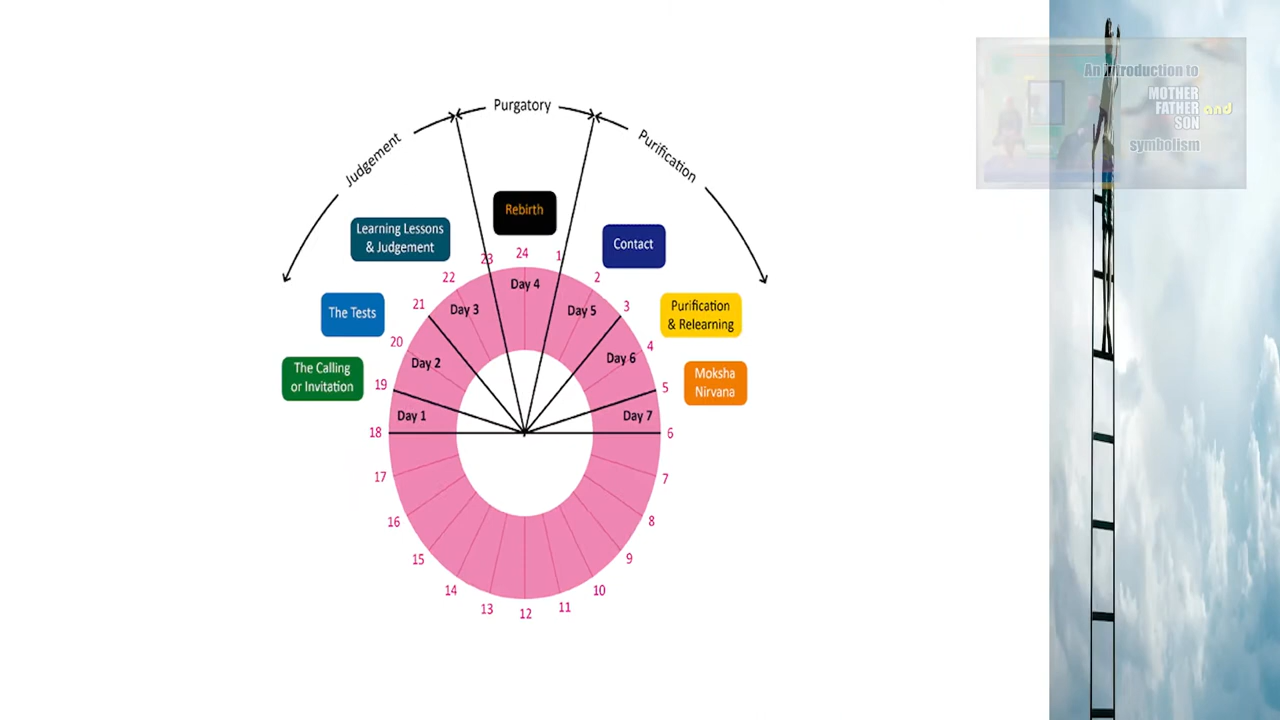 Purgatory
Judgement
Purification
Rebirth
Learning Lessons
& Judgement
Contact
The Tests
Purification
& Relearning
The Calling
or Invitation
Moksha
Nirvana
Day 1
Day 2
Day 3
Day 4
Day 5
Day 6
Day 7
24
1
2
3
4
5
6
7
8
9
10
11
12
13
14
15
16
17
18
19
20
21
22
23
An introduction to
MOTHER
FATHER and
SON
symbolism